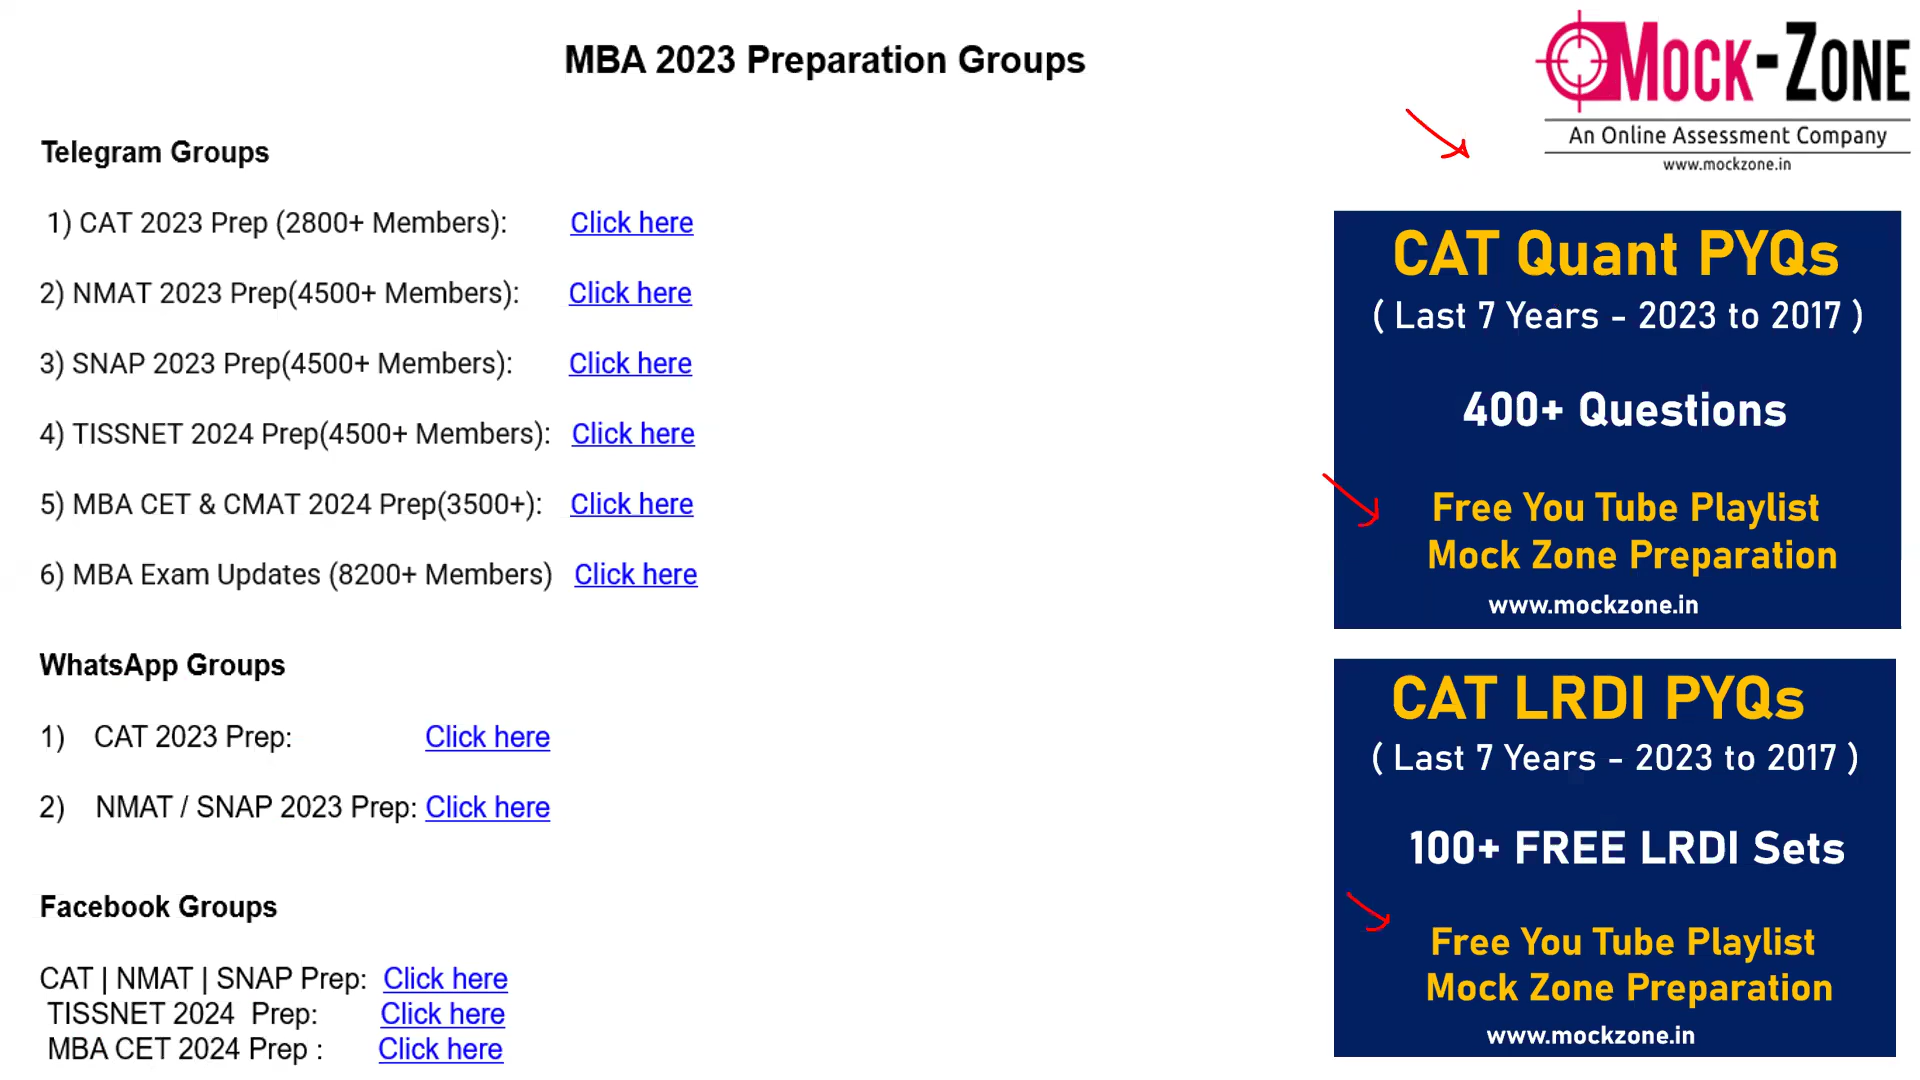 MBA 2023 Preparation Groups
Mock-Zone
An Online Assessment Company
www.mockzone.in
Telegram Groups
1) CAT 2023 Prep (2800+ Members): Click here
2) NMAT 2023 Prep(4500+ Members): Click here
3) SNAP 2023 Prep(4500+ Members): Click here
4) TISSNET 2024 Prep(4500+ Members): Click here
5) MBA CET & CMAT 2024 Prep(3500+): Click here
6) MBA Exam Updates (8200+ Members) Click here
WhatsApp Groups
1) CAT 2023 Prep: Click here
2) NMAT / SNAP 2023 Prep: Click here
Facebook Groups
CAT | NMAT | SNAP Prep: Click here
TISSNET 2024 Prep: Click here
MBA CET 2024 Prep : Click here
CAT Quant PYQs
( Last 7 Years - 2023 to 2017 )
400+ Questions
Free You Tube Playlist
Mock Zone Preparation
www.mockzone.in
CAT LRDI PYQs
( Last 7 Years - 2023 to 2017 )
100+ FREE LRDI Sets
Free You Tube Playlist
Mock Zone Preparation
www.mockzone.in